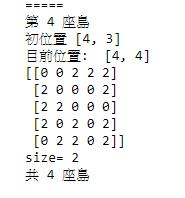 =====
第 4 座島
初位置 [4, 3]
目前位置:  [4, 4]
[[0 0 2 2 2]
 [2 0 0 0 2]
 [2 2 0 0 0]
 [2 0 2 0 2]
 [0 2 2 0 2]]
size= 2
共 4 座島